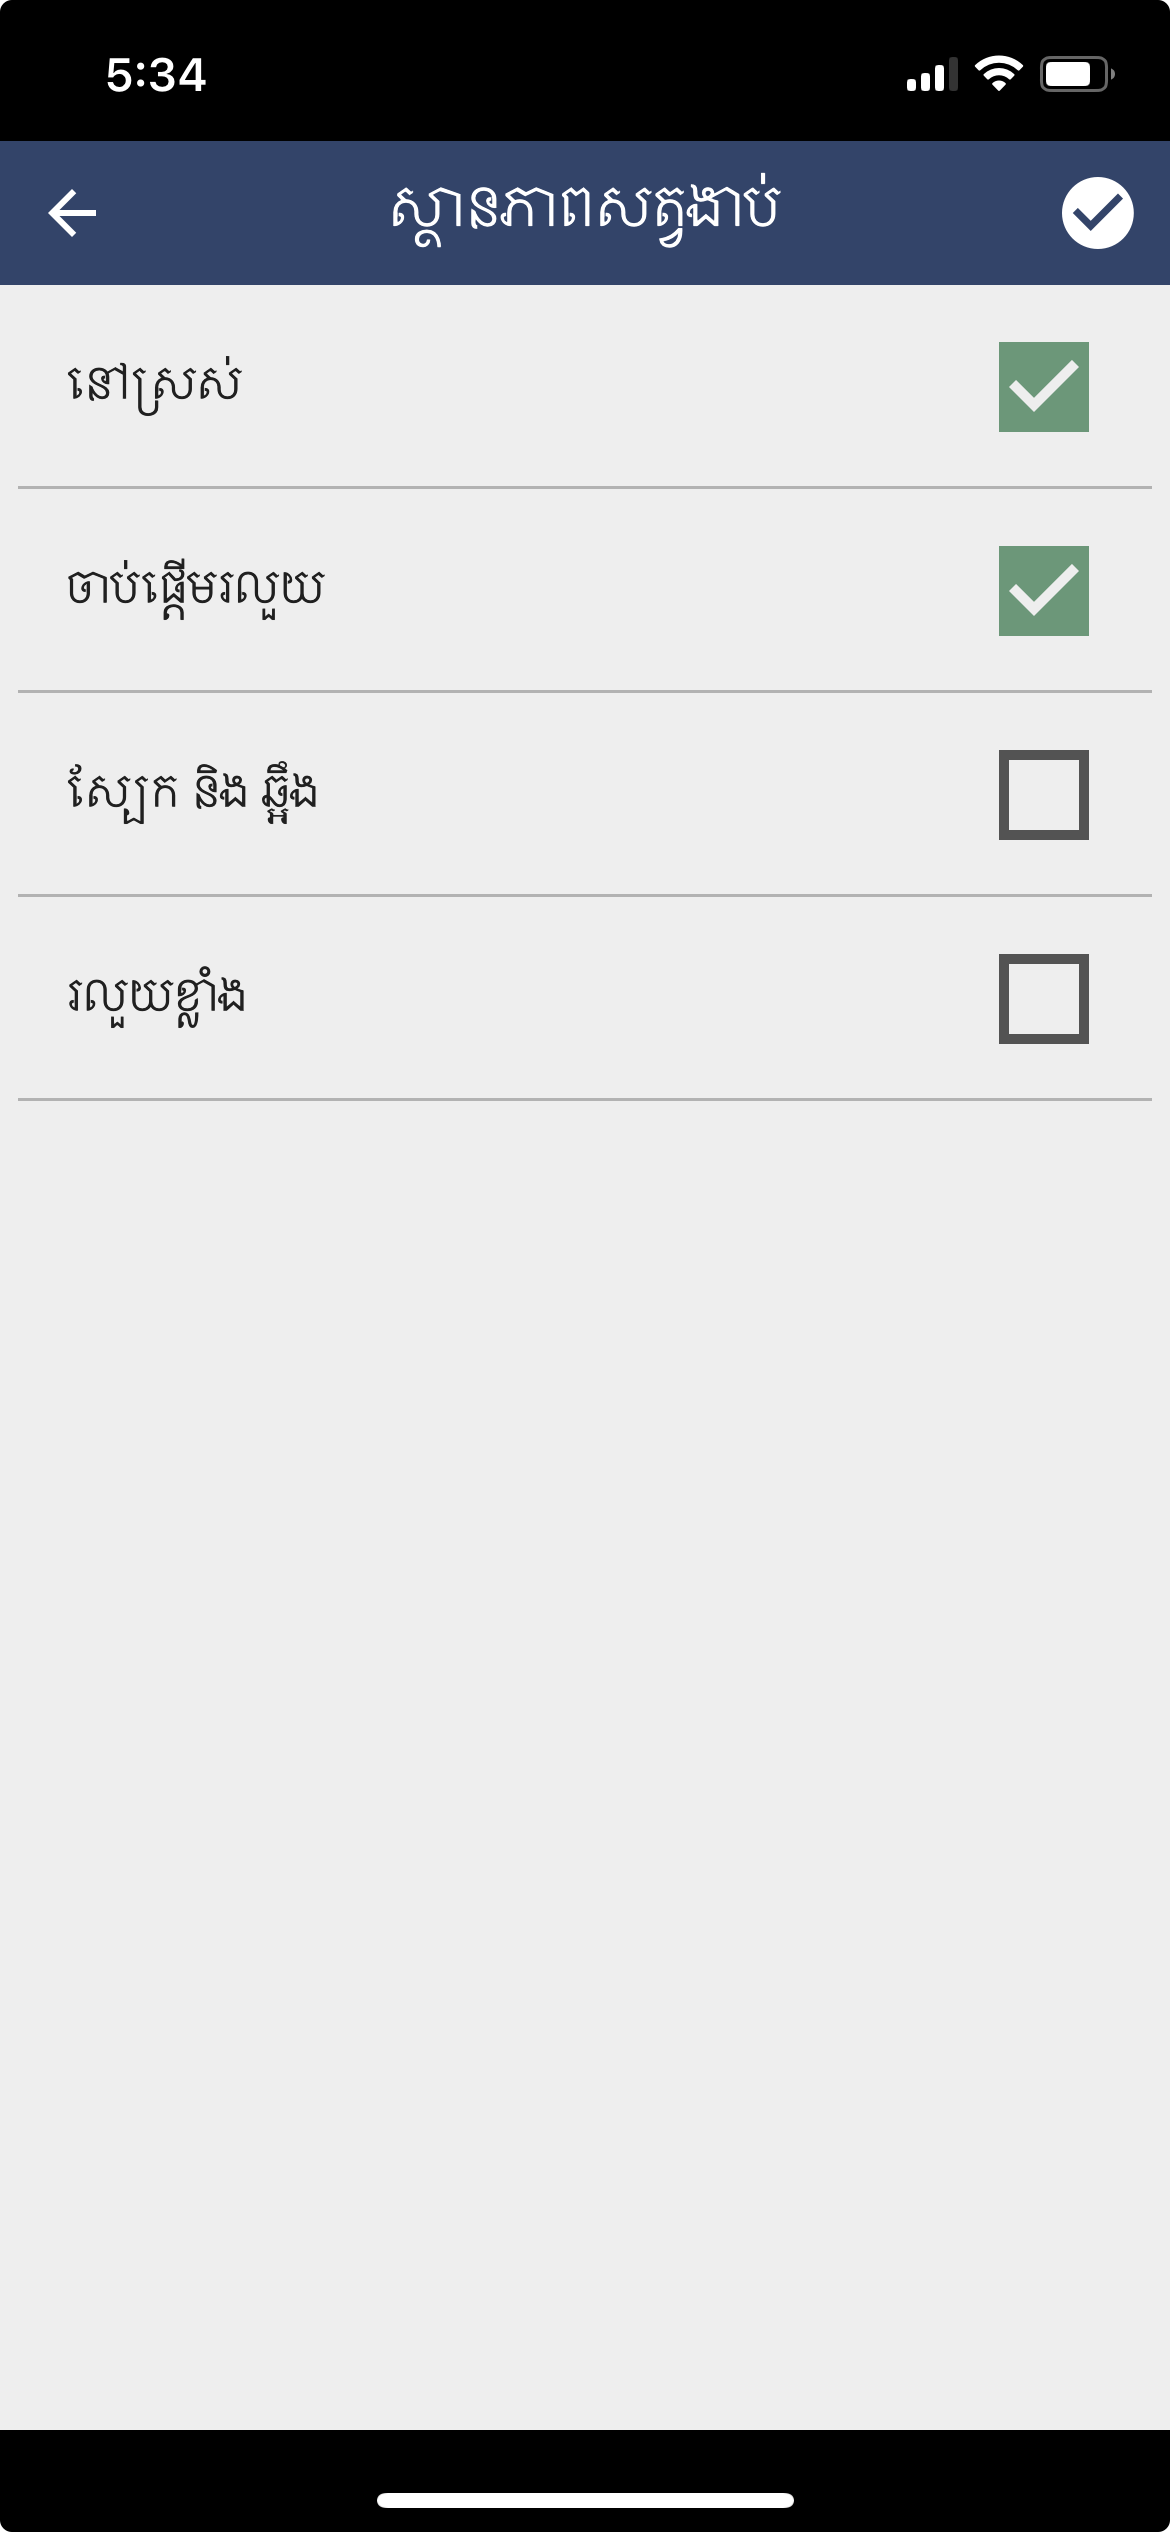 5:34
ស្ថានភាពសត្វងាប់
នៅស្រស់
ចាប់ផ្ដើមរលួយ
ស្បែក និង ឆ្អឹង
រលួយខ្លាំង